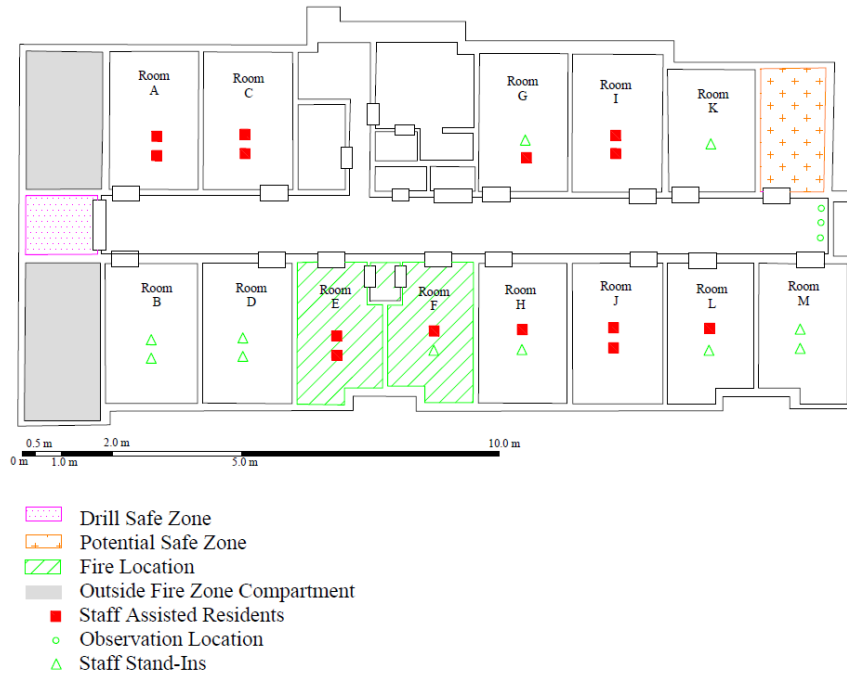 Room
A
Room
C
Room
G
Room
I
Room
K
Room
B
Room
D
Room
E
Room
F
Room
H
Room
J
Room
L
Room
M
0 m
0.5 m
1.0 m
2.0 m
5.0 m
10.0 m
Drill Safe Zone
Potential Safe Zone
Fire Location
Outside Fire Zone Compartment
Staff Assisted Residents
Observation Location
Staff Stand-Ins